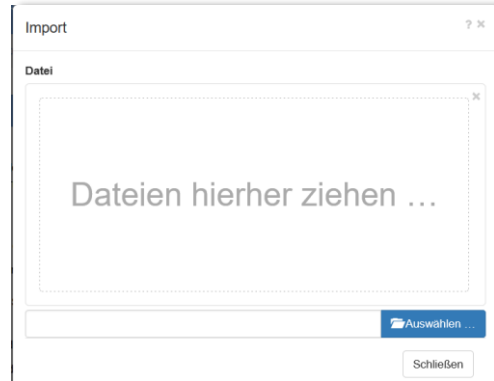 Import
? ×
Datei
×
Dateien hierher ziehen …
Auswählen …
Schließen